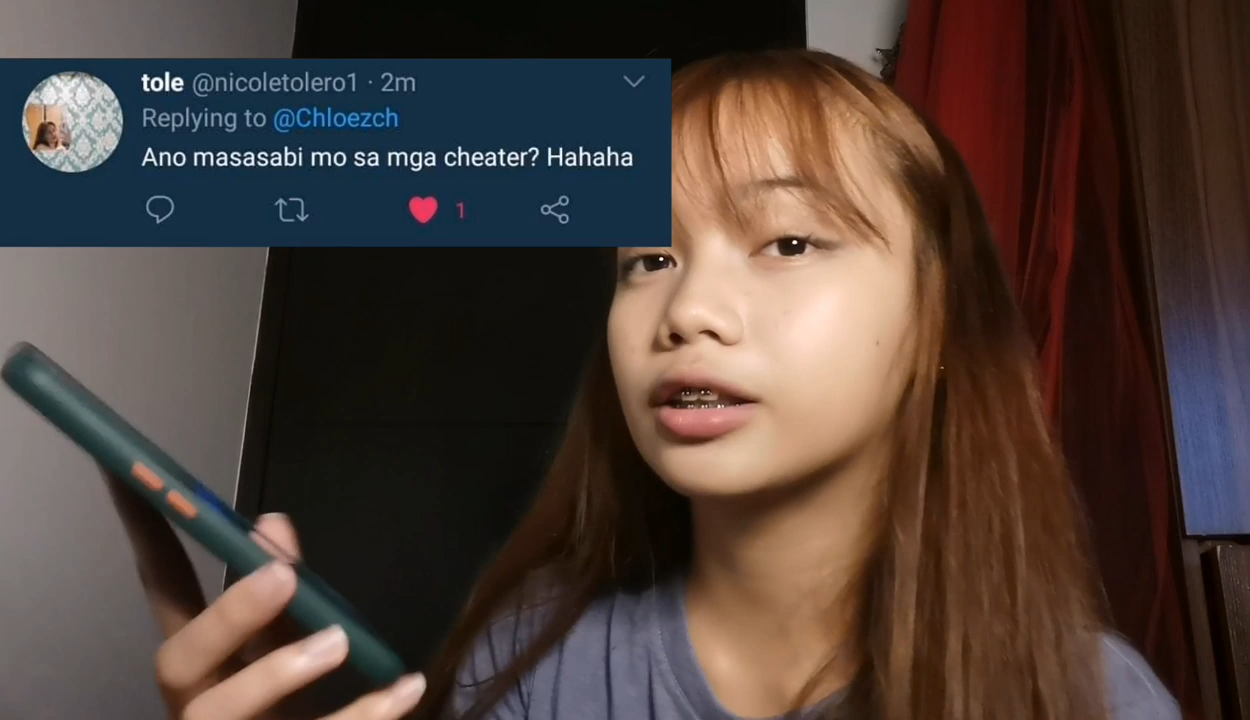 tole @nicoletolero1 · 2m
Replying to @Chloezch
Ano masasabi mo sa mga cheater? Hahaha
1